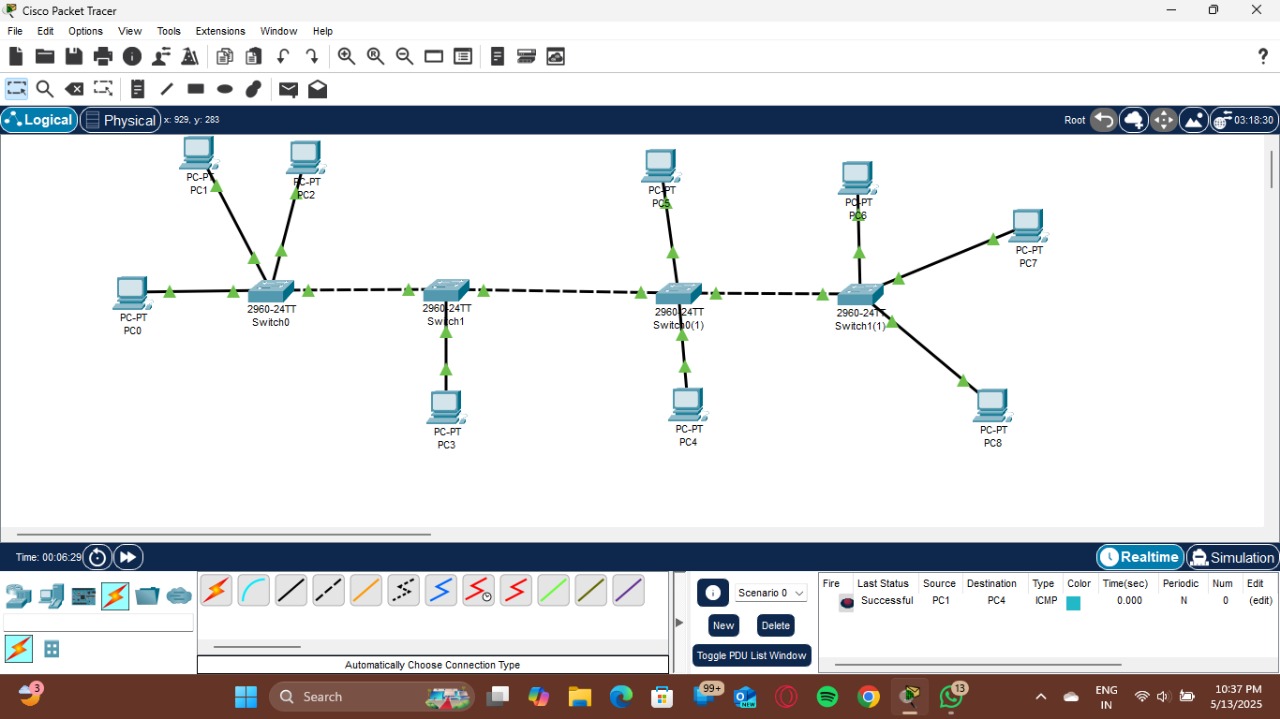 Cisco Packet Tracer
File Edit Options View Tools Extensions Window Help
Logical Physical x: 929, y: 283 Root 03:18:30
PC-PT
PC1
PC-PT
PC2
PC-PT
PC5
PC-PT
PC6
PC-PT
PC7
PC-PT
PC0
2960-24TT
Switch0
2960-24TT
Switch1
2960-24TT
Switch0(1)
2960-24TT
Switch1(1)
PC-PT
PC3
PC-PT
PC4
PC-PT
PC8
Time: 00:06:29 Realtime Simulation
Scenario 0
New Delete
Toggle PDU List Window
Fire Last Status Source Destination Type Color Time(sec) Periodic Num Edit
Successful PC1 PC4 ICMP 0.000 N 0 (edit)
Automatically Choose Connection Type
3 Search 99+ NEW 13 ENG
IN
10:37 PM
5/13/2025